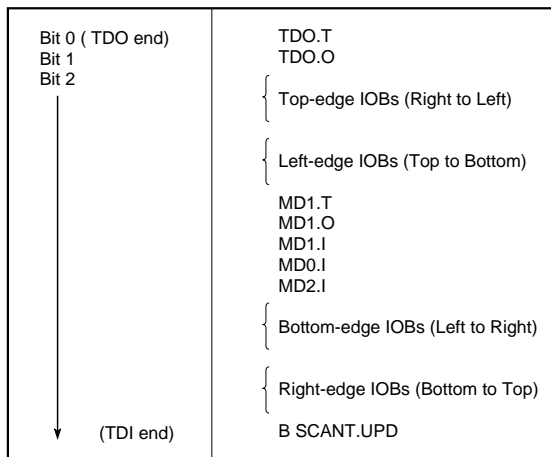 Bit 0 ( TDO end)
Bit 1
Bit 2
(TDI end)
TDO.T
TDO.O
Top-edge IOBs (Right to Left)
Left-edge IOBs (Top to Bottom)
MD1.T
MD1.O
MD1.I
MD0.I
MD2.I
Bottom-edge IOBs (Left to Right)
Right-edge IOBs (Bottom to Top)
B SCANT.UPD